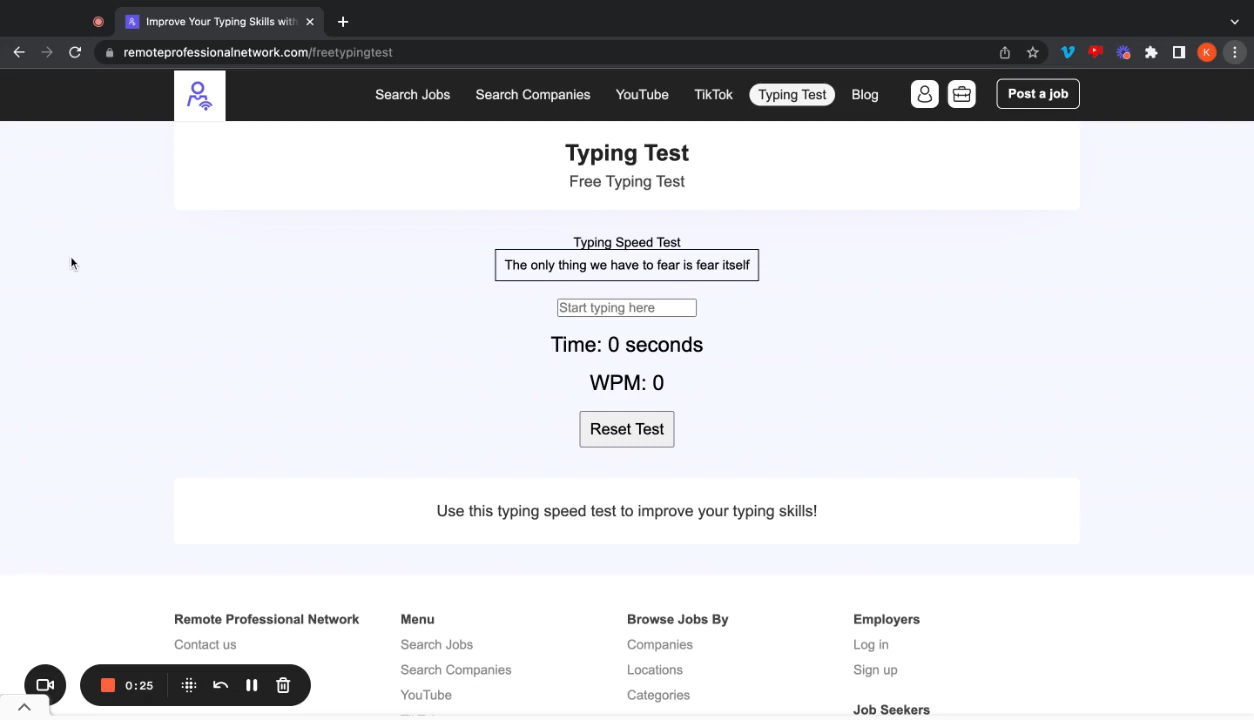 Improve Your Typing Skills with
remoteprofessionalnetwork.com/freetypingtest
K
Search Jobs Search Companies YouTube TikTok Typing Test Blog Post a job
Typing Test
Free Typing Test
Typing Speed Test
The only thing we have to fear is fear itself
Start typing here
Time: 0 seconds
WPM: 0
Reset Test
Use this typing speed test to improve your typing skills!
Remote Professional Network Menu Browse Jobs By Employers
Contact us Search Jobs Companies Log in
Search Companies Locations Sign up
0:25 YouTube Categories
Job Seekers